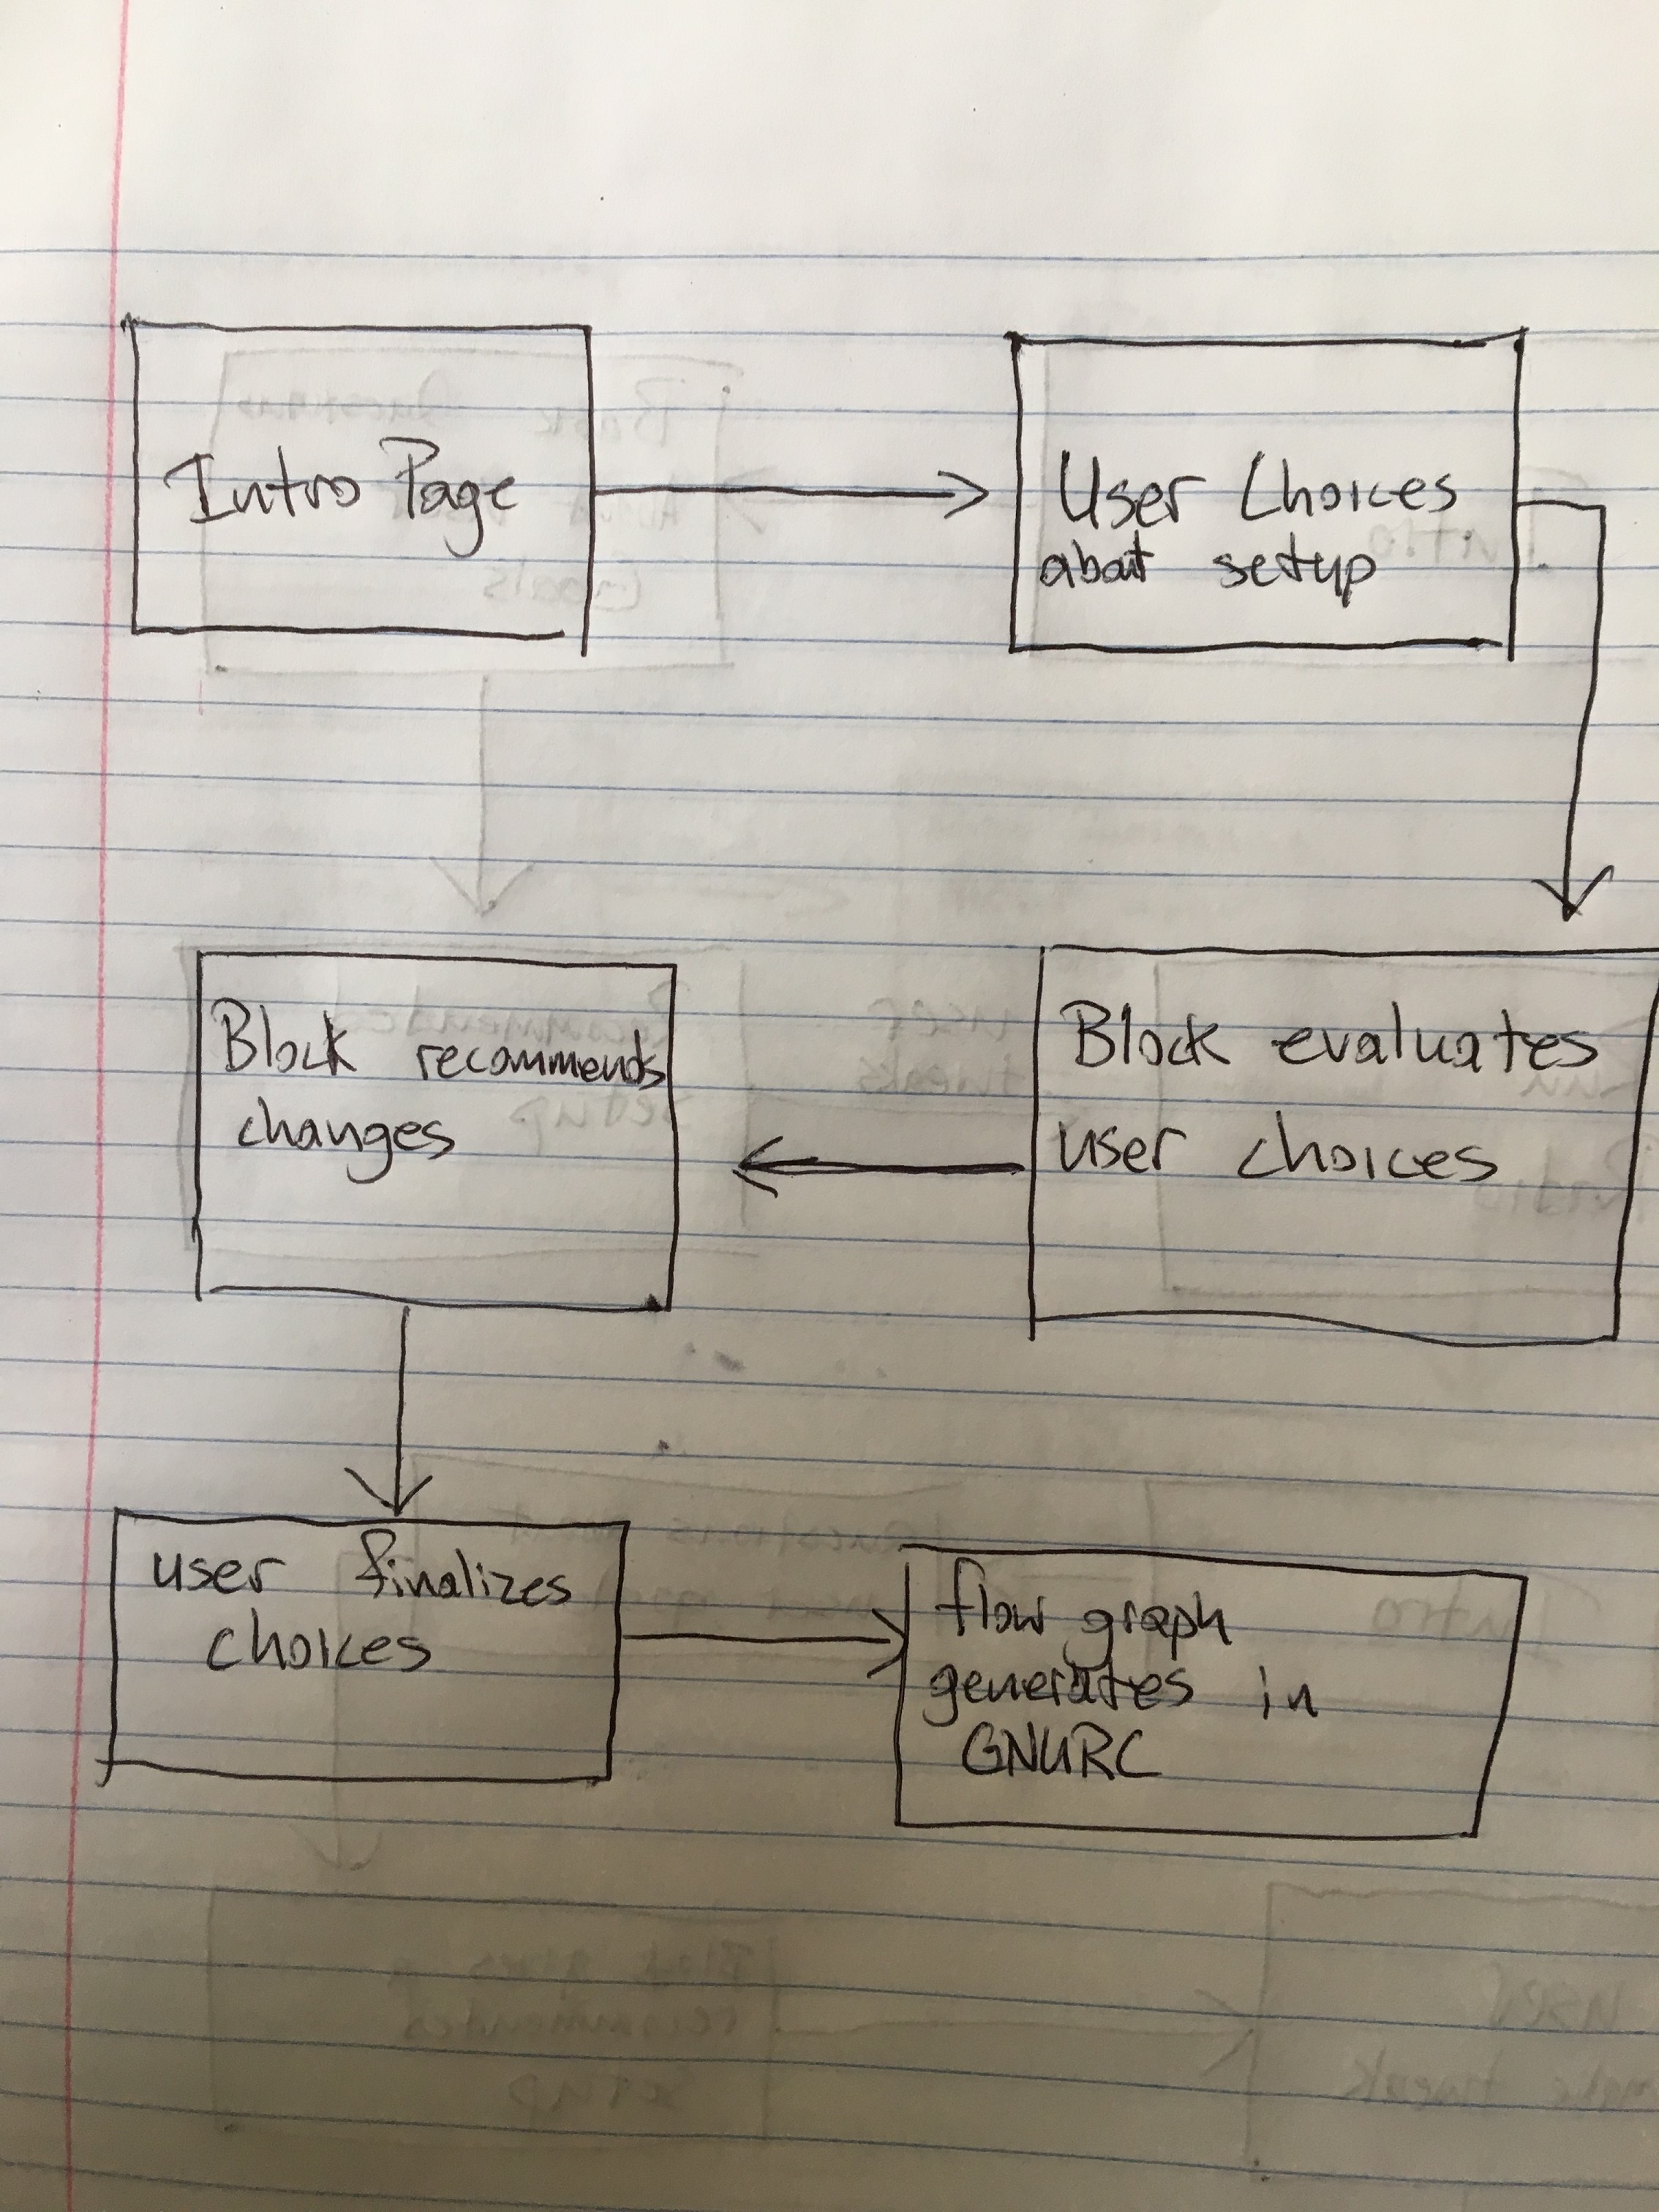 Intro Page
User Choices
about setup
Block evaluates
user choices
Block recommends
changes
user finalizes
choices
flow graph
generates in
GNURC